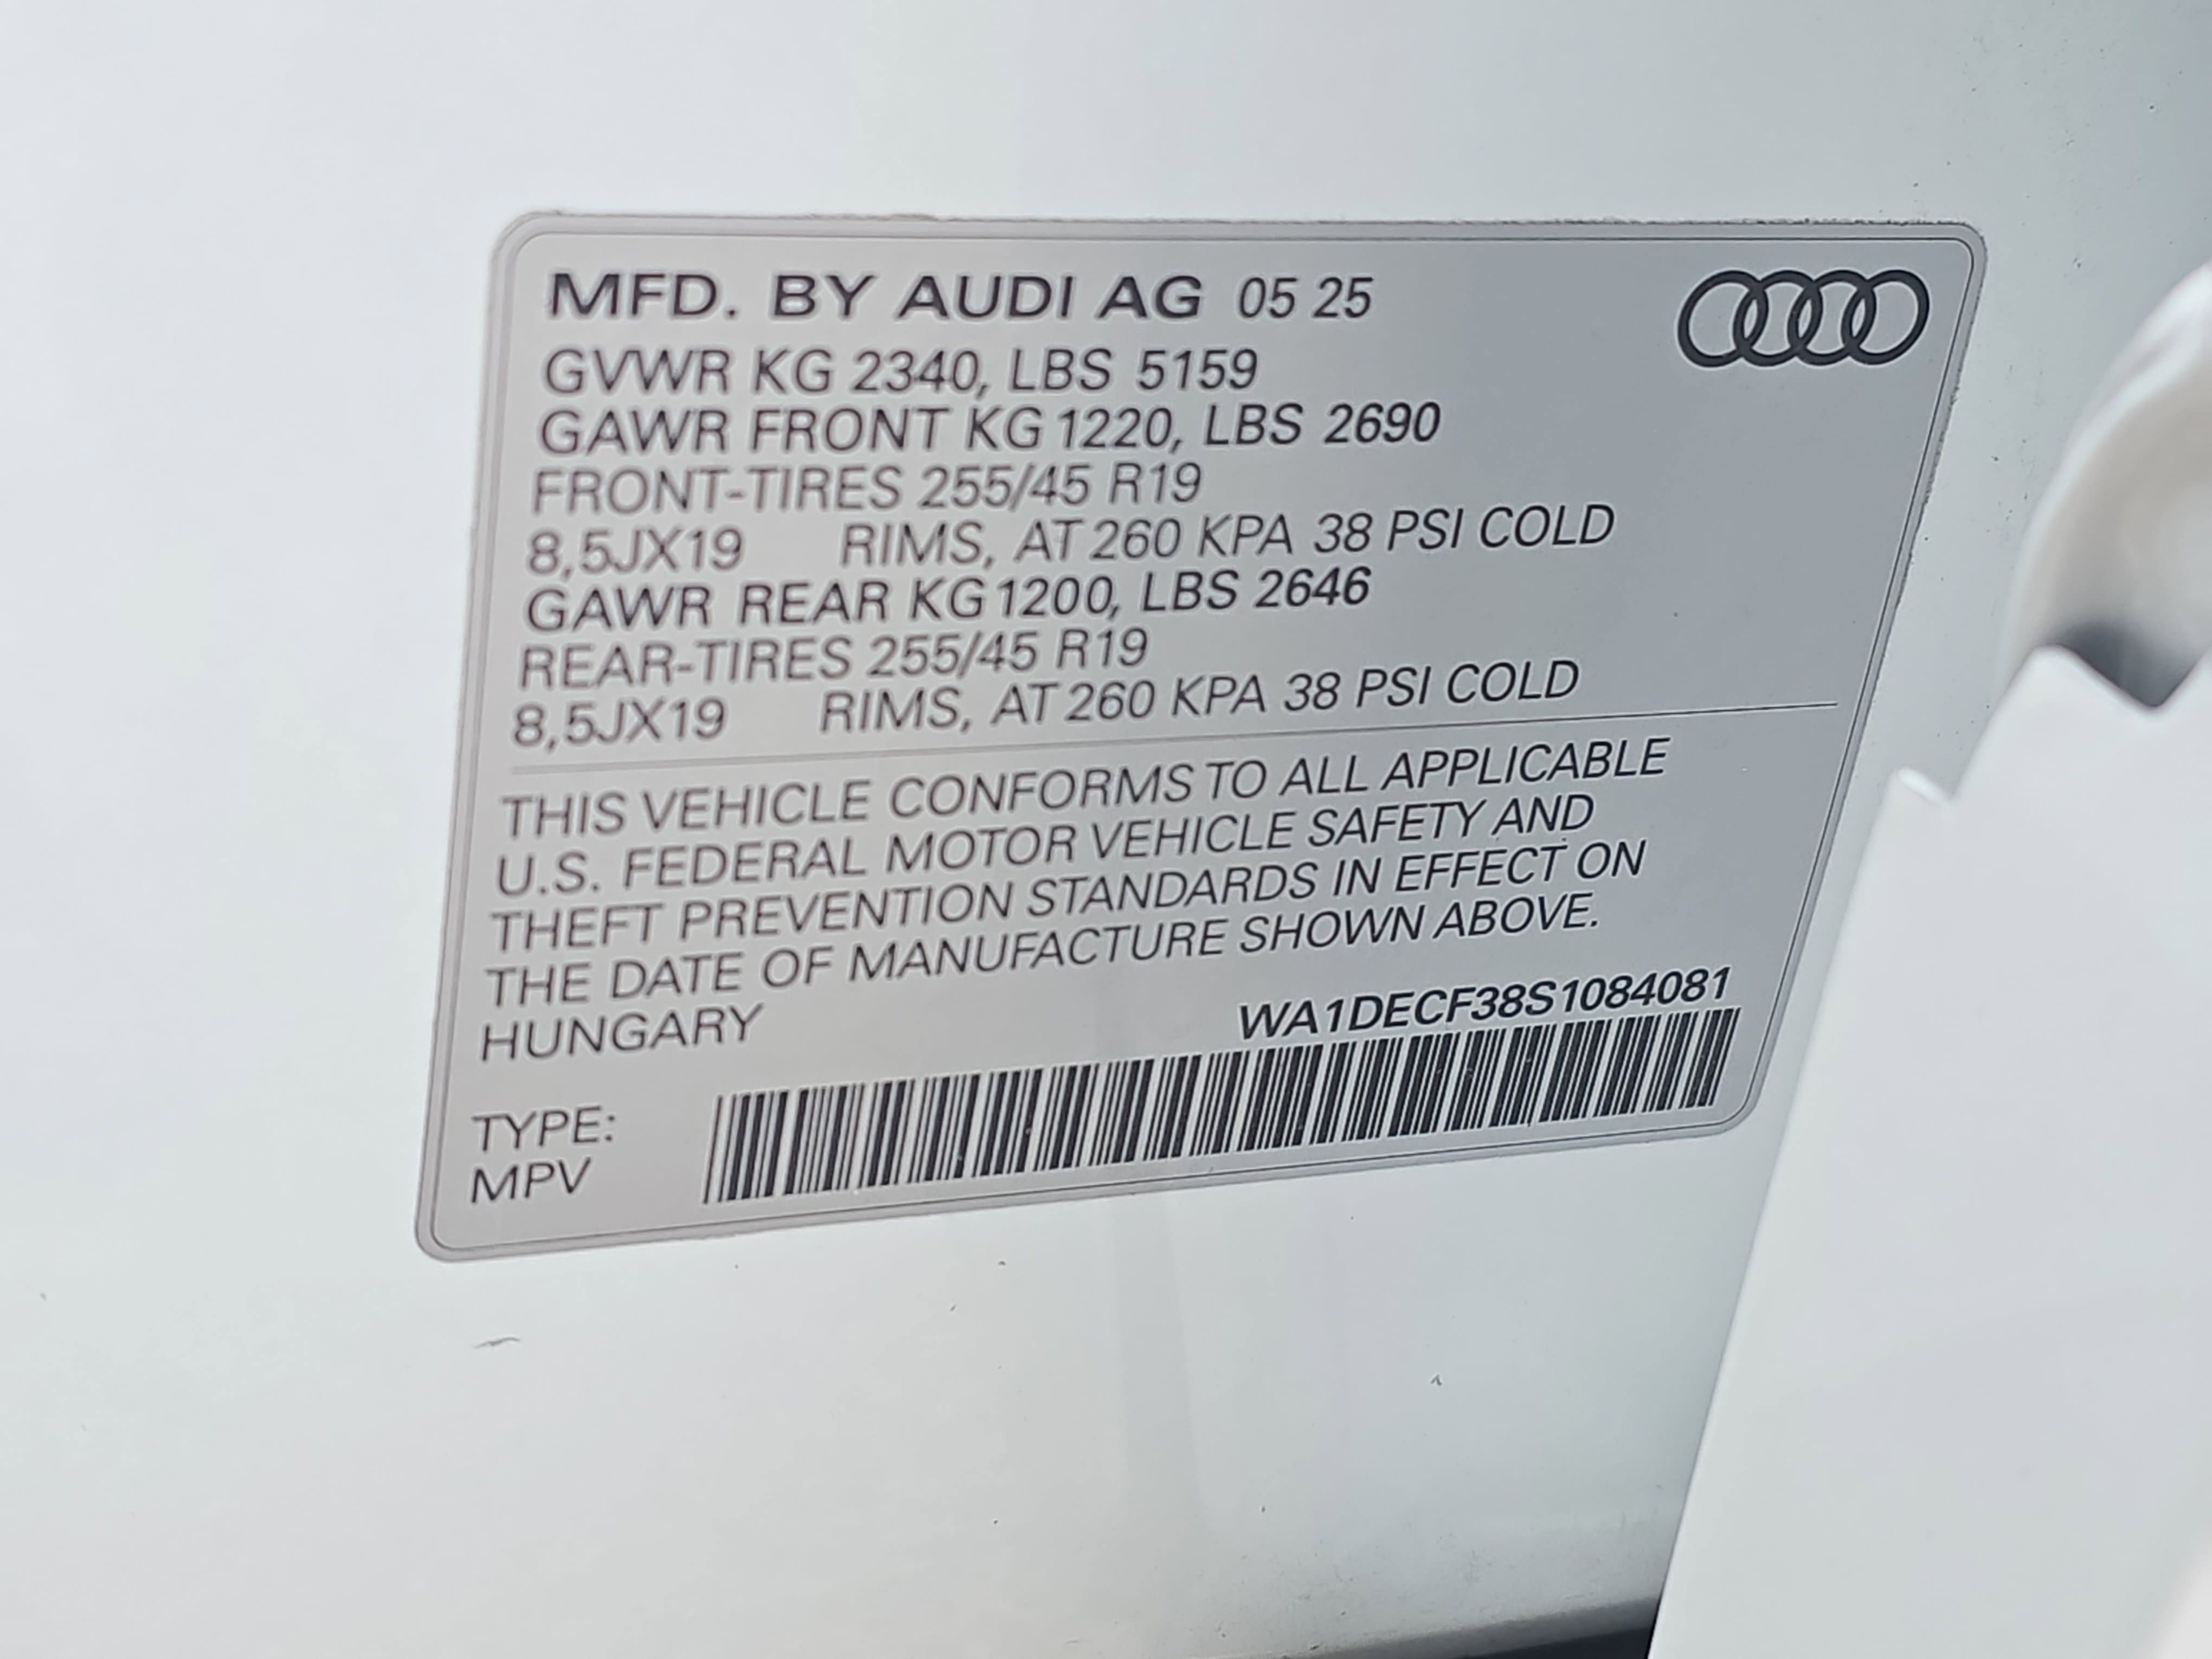 MFD. BY AUDI AG 05 25
GVWR KG 2340, LBS 5159
GAWR FRONT KG 1220, LBS 2690
FRONT-TIRES 255/45 R19
8,5JX19 RIMS, AT 260 KPA 38 PSI COLD
GAWR REAR KG 1200, LBS 2646
REAR-TIRES 255/45 R19
8,5JX19 RIMS, AT 260 KPA 38 PSI COLD
THIS VEHICLE CONFORMS TO ALL APPLICABLE
U.S. FEDERAL MOTOR VEHICLE SAFETY AND
THEFT PREVENTION STANDARDS IN EFFECT ON
THE DATE OF MANUFACTURE SHOWN ABOVE.
HUNGARY
WA1DECF38S1084081
TYPE:
MPV